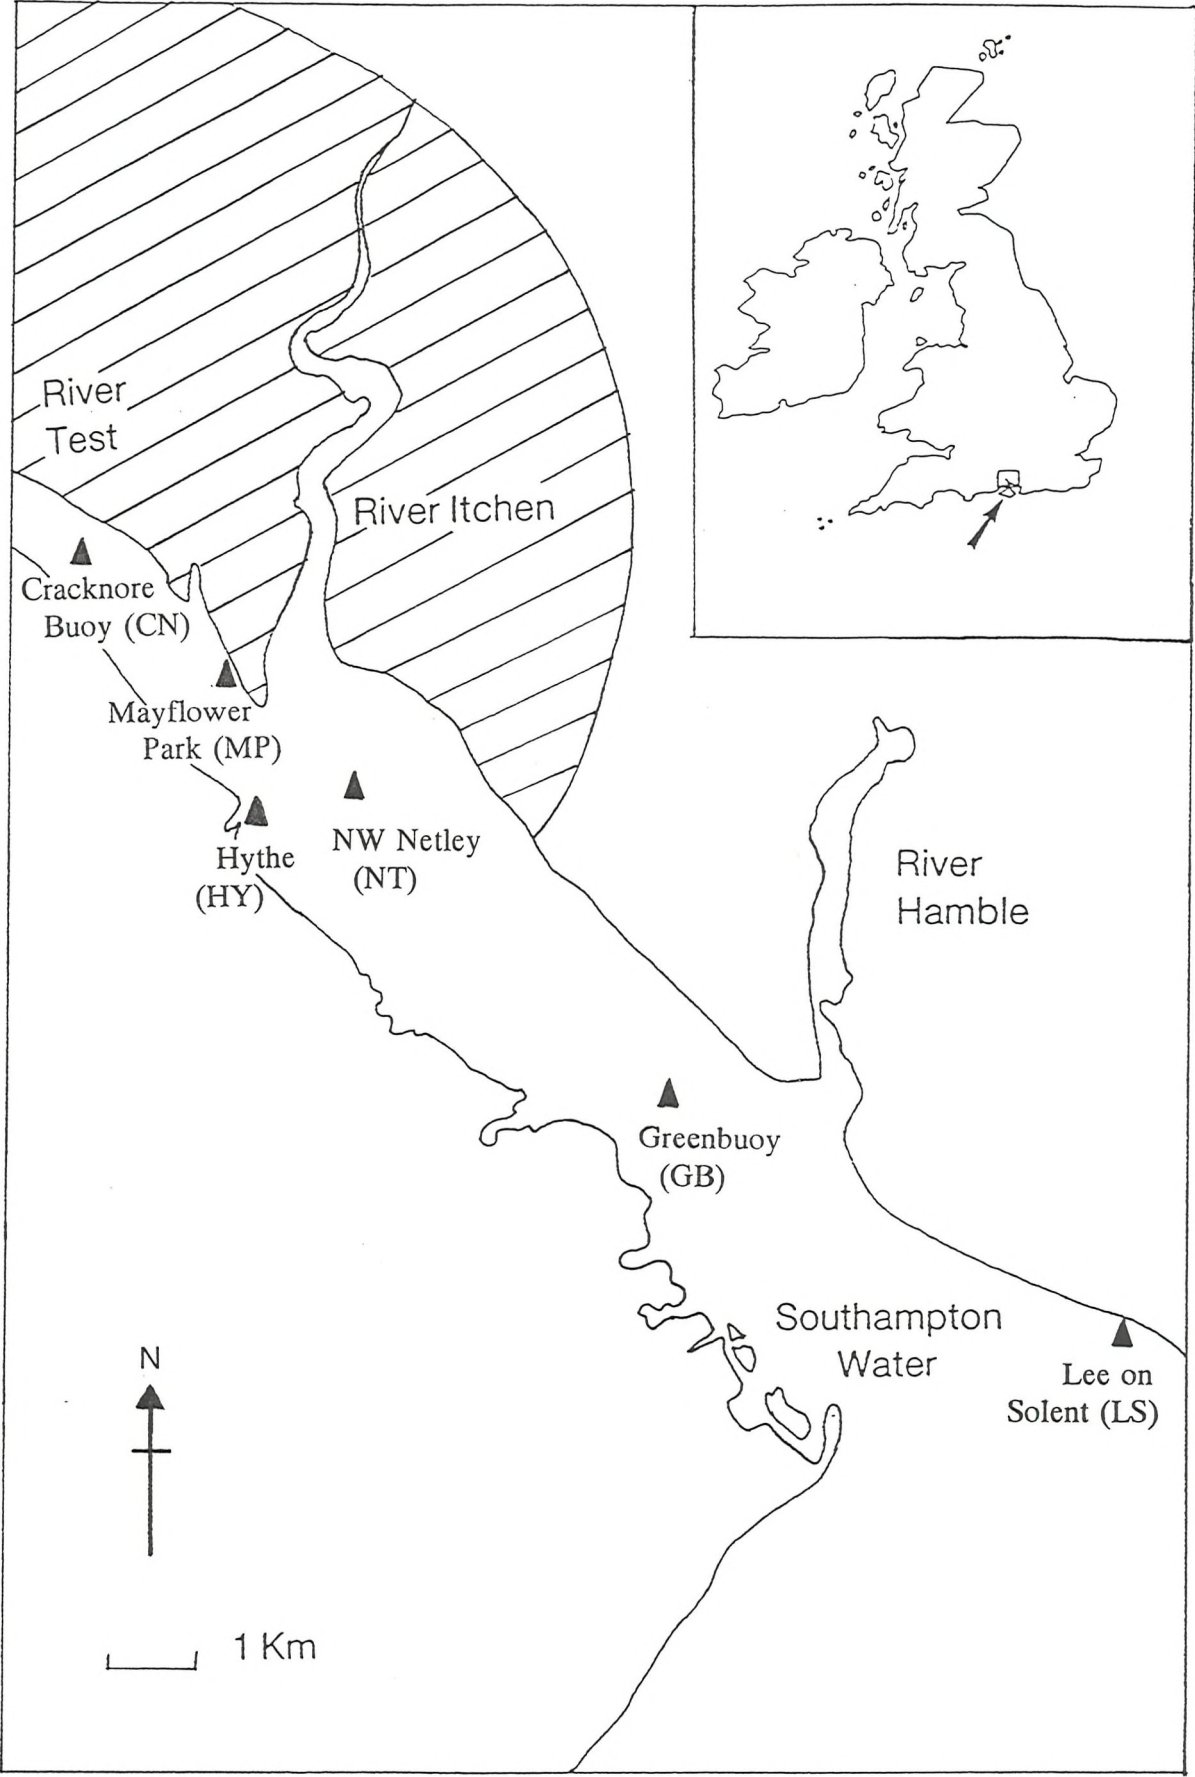 River
Test
River Itchen
Cracknore
Buoy (CN)
Mayflower
Park (MP)
Hythe
(HY)
NW Netley
(NT)
River
Hamble
Greenbuoy
(GB)
Southampton
Water
Lee on
Solent (LS)
N
1 Km